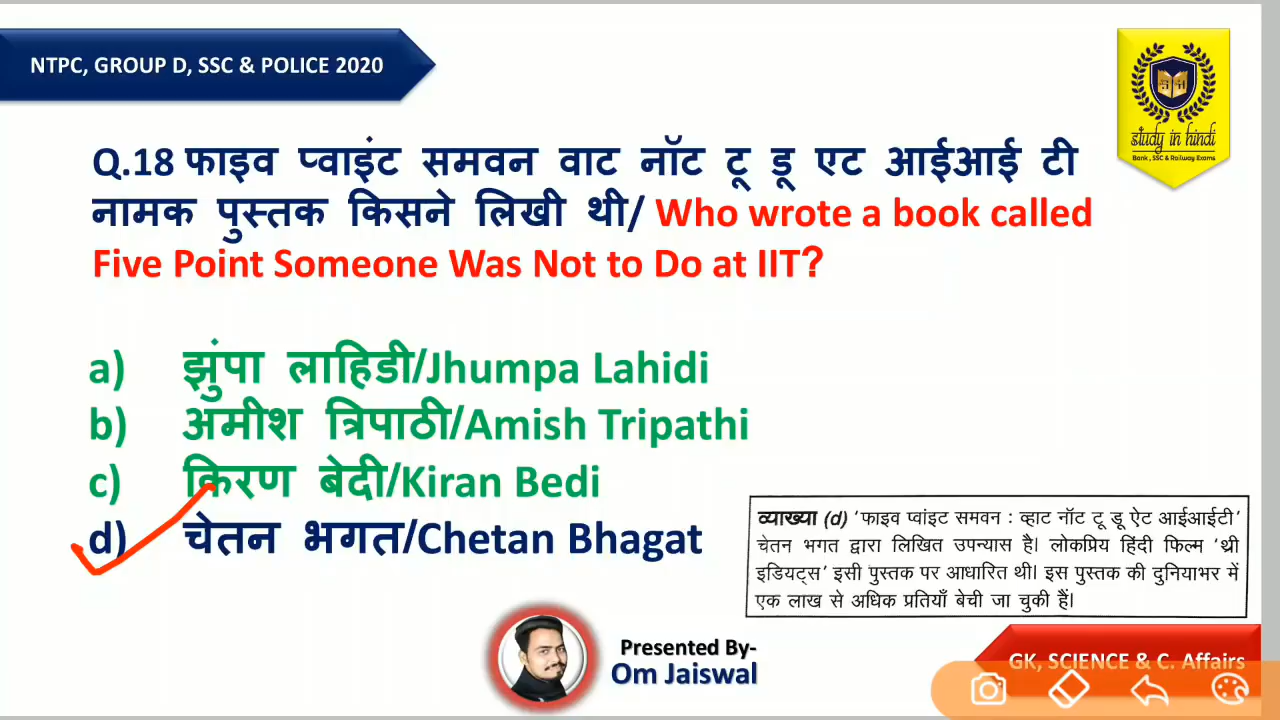 NTPC, GROUP D, SSC & POLICE 2020
Study in hindi
Bank , SSC & Railway Exams
Q.18 फाइव प्वाइंट समवन वाट नॉट टू डू एट आईआई टी
नामक पुस्तक किसने लिखी थी/ Who wrote a book called
Five Point Someone Was Not to Do at IIT?
a) झुंपा लाहिडी/Jhumpa Lahidi
b) अमीश त्रिपाठी/Amish Tripathi
c) किरण बेदी/Kiran Bedi
d) चेतन भगत/Chetan Bhagat
व्याख्या (d) 'फाइव प्वांइट समवन : व्हाट नॉट टू डू ऐट आईआईटी'
चेतन भगत द्वारा लिखित उपन्यास है। लोकप्रिय हिंदी फिल्म 'थ्री
इडियट्स' इसी पुस्तक पर आधारित थी। इस पुस्तक की दुनियाभर में
एक लाख से अधिक प्रतियाँ बेची जा चुकी हैं।
Presented By-
Om Jaiswal
GK, SCIENCE & C. Affairs